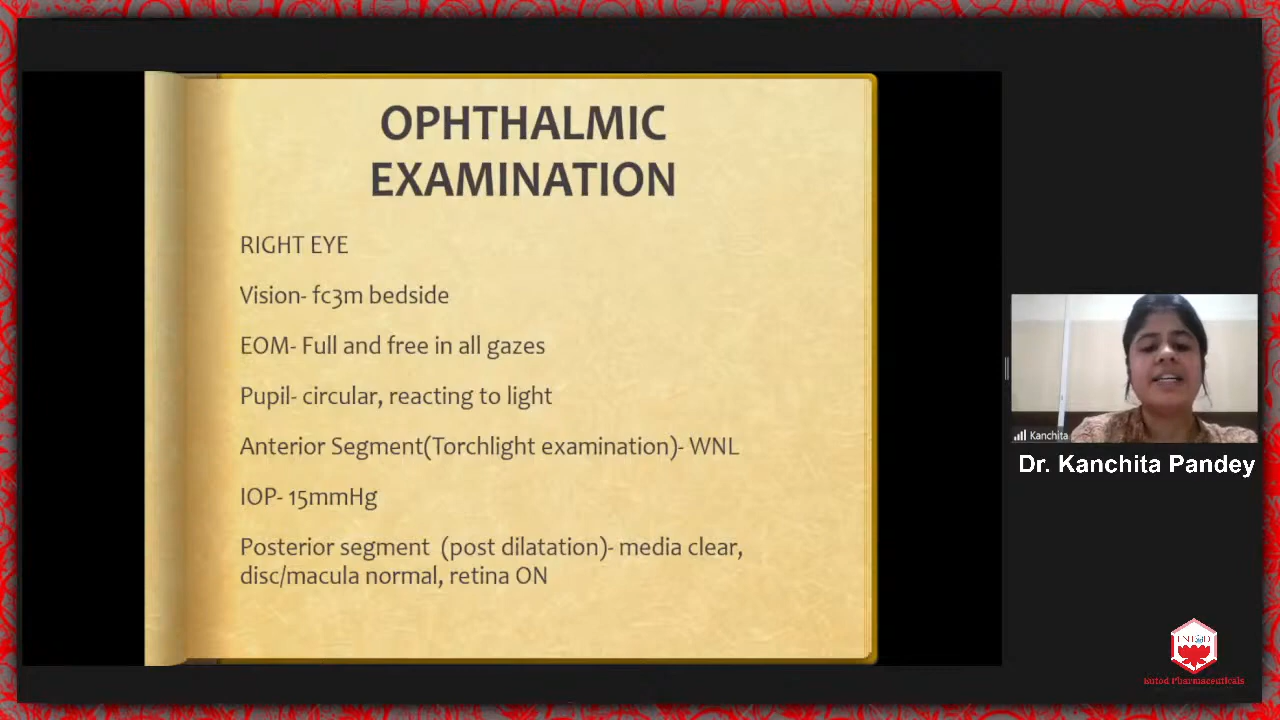 OPHTHALMIC
EXAMINATION
RIGHT EYE
Vision- fc3m bedside
EOM- Full and free in all gazes
Pupil- circular, reacting to light
Anterior Segment(Torchlight examination)- WNL
IOP- 15mmHg
Posterior segment (post dilatation)- media clear,
disc/macula normal, retina ON
Kanchita
Dr. Kanchita Pandey
Entod Pharmaceuticals